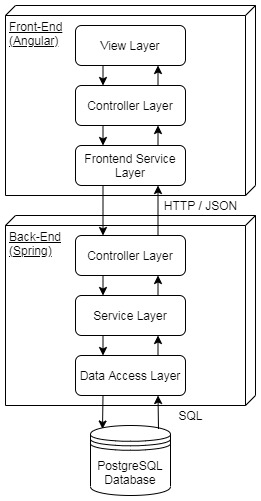 Front-End
(Angular)
View Layer
Controller Layer
Frontend Service
Layer
HTTP / JSON
Back-End
(Spring)
Controller Layer
Service Layer
Data Access Layer
SQL
PostgreSQL
Database